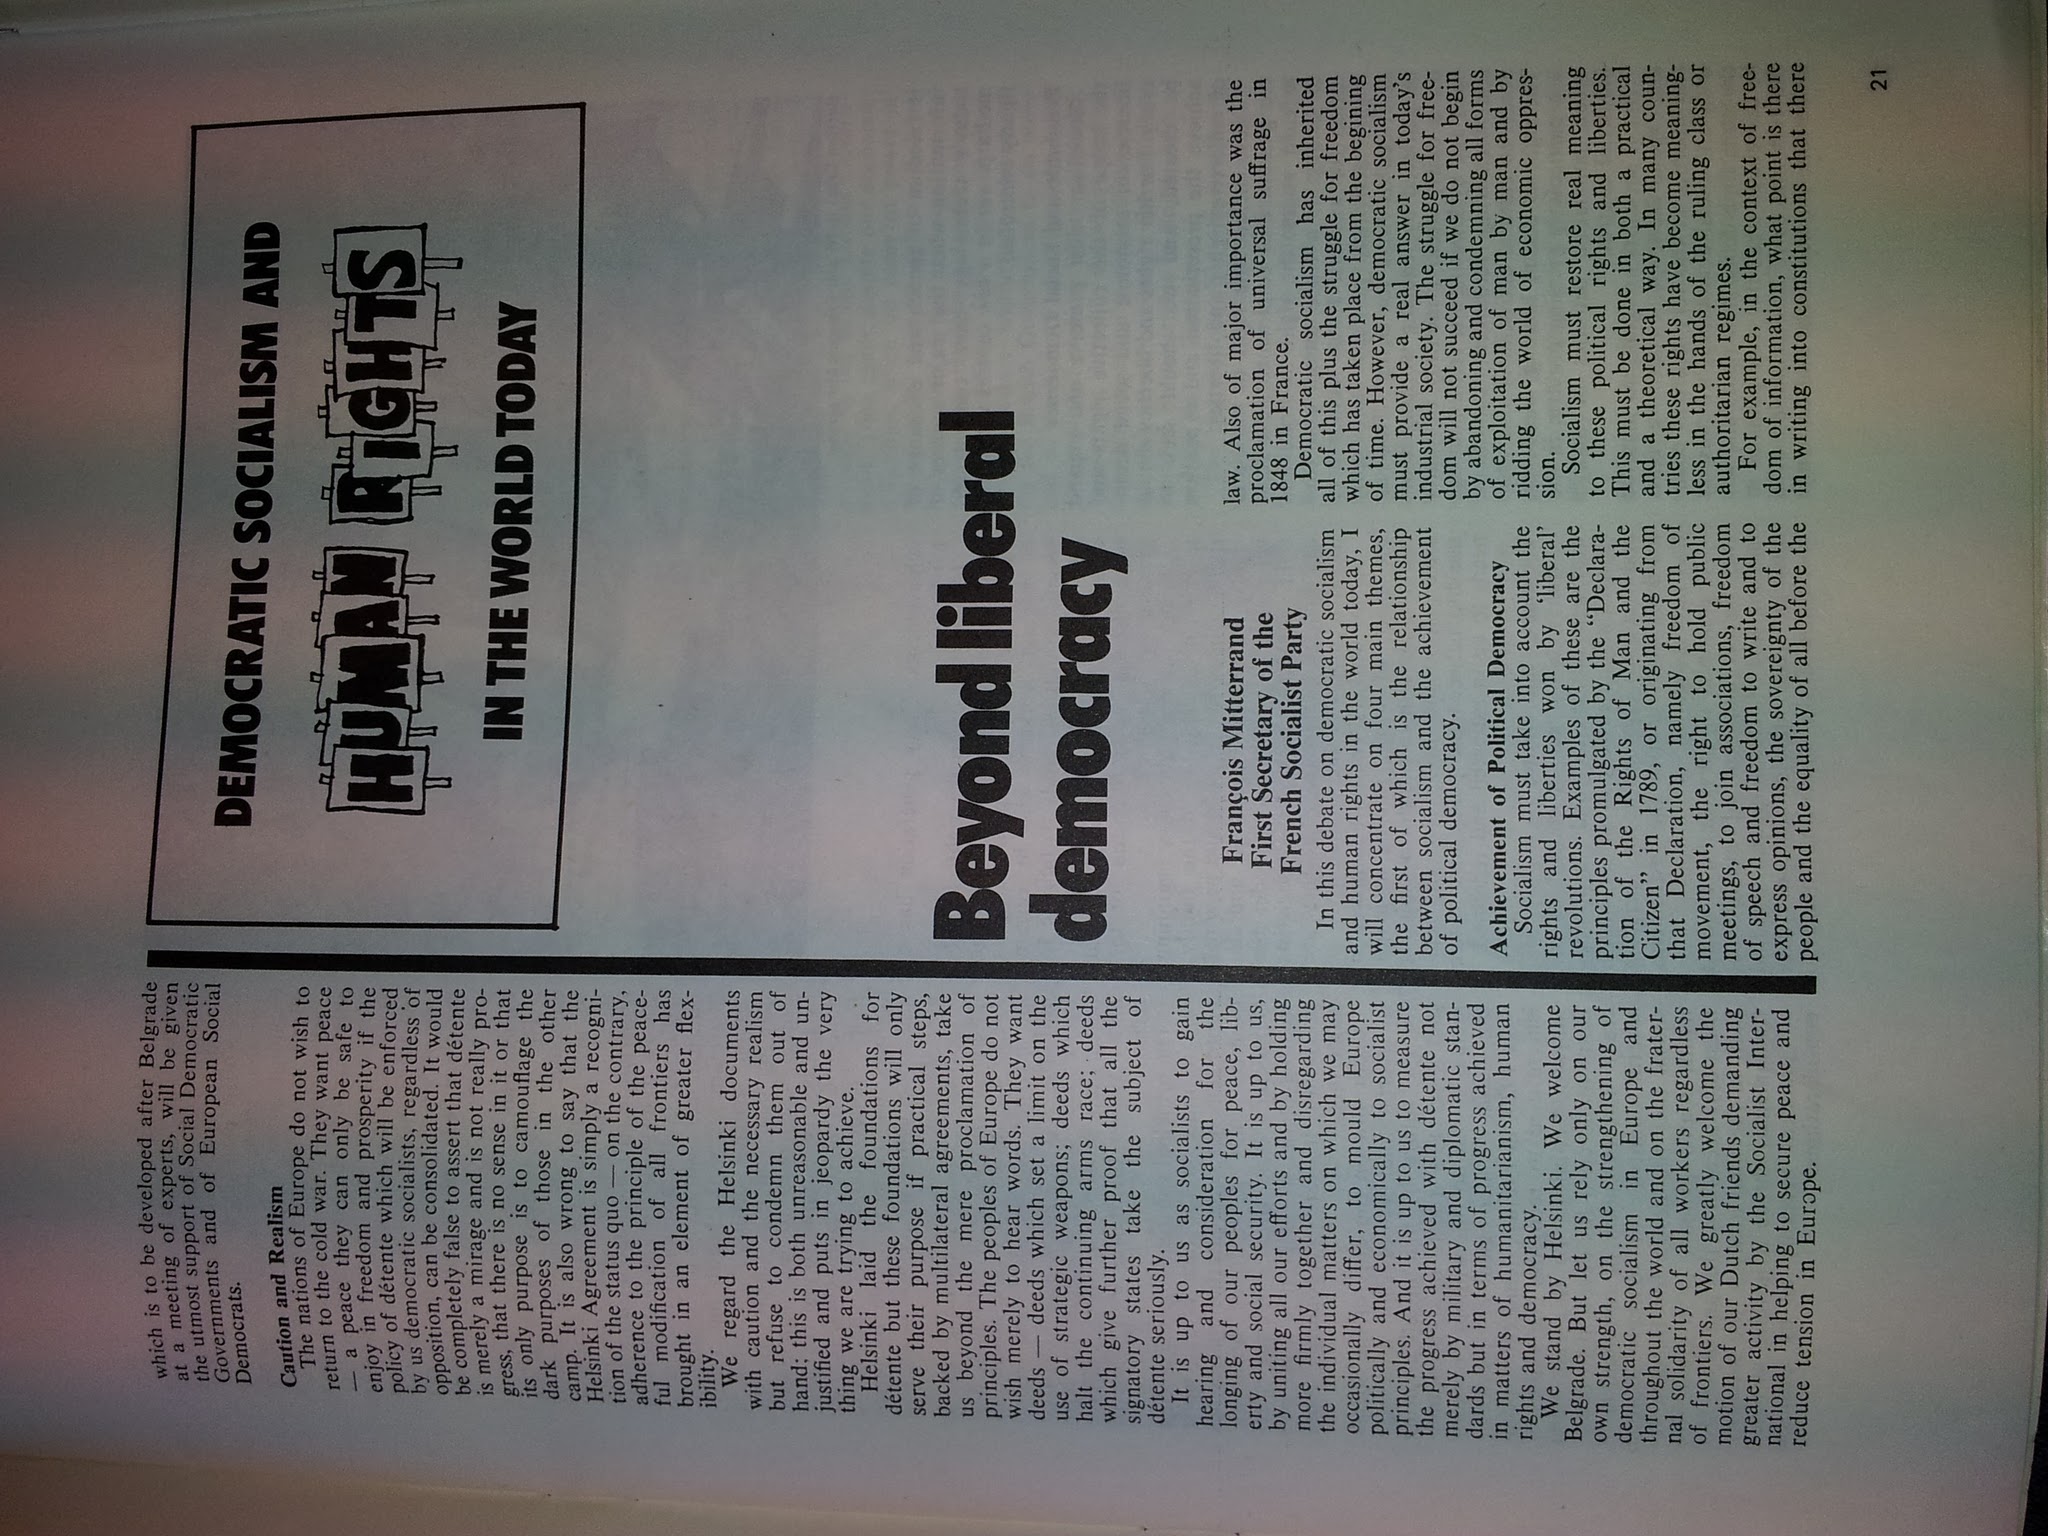 which is to be developed after Belgrade
at a meeting of experts, will be given
the utmost support of Social Democratic
Governments and of European Social
Democrats.
Caution and Realism
The nations of Europe do not wish to
return to the cold war. They want peace
— a peace they can only be safe to
enjoy in freedom and prosperity if the
policy of détente which will be enforced
by us democratic socialists, regardless of
opposition, can be consolidated. It would
be completely false to assert that détente
is merely a mirage and is not really pro-
gress, that there is no sense in it or that
its only purpose is to camouflage the
dark purposes of those in the other
camp. It is also wrong to say that the
Helsinki Agreement is simply a recogni-
tion of the status quo — on the contrary,
adherence to the principle of the peace-
ful modification of all frontiers has
brought in an element of greater flex-
ibility.
We regard the Helsinki documents
with caution and the necessary realism
but refuse to condemn them out of
hand; this is both unreasonable and un-
justified and puts in jeopardy the very
thing we are trying to achieve.
Helsinki laid the foundations for
détente but these foundations will only
serve their purpose if practical steps,
backed by multilateral agreements, take
us beyond the mere proclamation of
principles. The peoples of Europe do not
wish merely to hear words. They want
deeds — deeds which set a limit on the
use of strategic weapons; deeds which
halt the continuing arms race; deeds
which give further proof that all the
signatory states take the subject of
détente seriously.
It is up to us as socialists to gain
hearing and consideration for the
longing of our peoples for peace, lib-
erty and social security. It is up to us,
by uniting all our efforts and by holding
more firmly together and disregarding
the individual matters on which we may
occasionally differ, to mould Europe
politically and economically to socialist
principles. And it is up to us to measure
the progress achieved with détente not
merely by military and diplomatic stan-
dards but in terms of progress achieved
in matters of humanitarianism, human
rights and democracy.
We stand by Helsinki. We welcome
Belgrade. But let us rely only on our
own strength, on the strengthening of
democratic socialism in Europe and
throughout the world and on the frater-
nal solidarity of all workers regardless
of frontiers. We greatly welcome the
motion of our Dutch friends demanding
greater activity by the Socialist Inter-
national in helping to secure peace and
reduce tension in Europe.
DEMOCRATIC SOCIALISM AND
HUMAN RIGHTS
IN THE WORLD TODAY
Beyond liberal
democracy
François Mitterrand
First Secretary of the
French Socialist Party
In this debate on democratic socialism
and human rights in the world today, I
will concentrate on four main themes,
the first of which is the relationship
between socialism and the achievement
of political democracy.
Achievement of Political Democracy
Socialism must take into account the
rights and liberties won by ‘liberal’
revolutions. Examples of these are the
principles promulgated by the “Declara-
tion of the Rights of Man and the
Citizen” in 1789, or originating from
that Declaration, namely freedom of
movement, the right to hold public
meetings, to join associations, freedom
of speech and freedom to write and to
express opinions, the sovereignty of the
people and the equality of all before the
law. Also of major importance was the
proclamation of universal suffrage in
1848 in France.
Democratic socialism has inherited
all of this plus the struggle for freedom
which has taken place from the begining
of time. However, democratic socialism
must provide a real answer in today's
industrial society. The struggle for free-
dom will not succeed if we do not begin
by abandoning and condemning all forms
of exploitation of man by man and by
ridding the world of economic oppres-
sion.
Socialism must restore real meaning
to these political rights and liberties.
This must be done in both a practical
and a theoretical way. In many coun-
tries these rights have become meaning-
less in the hands of the ruling class or
authoritarian regimes.
For example, in the context of free-
dom of information, what point is there
in writing into constitutions that there
21